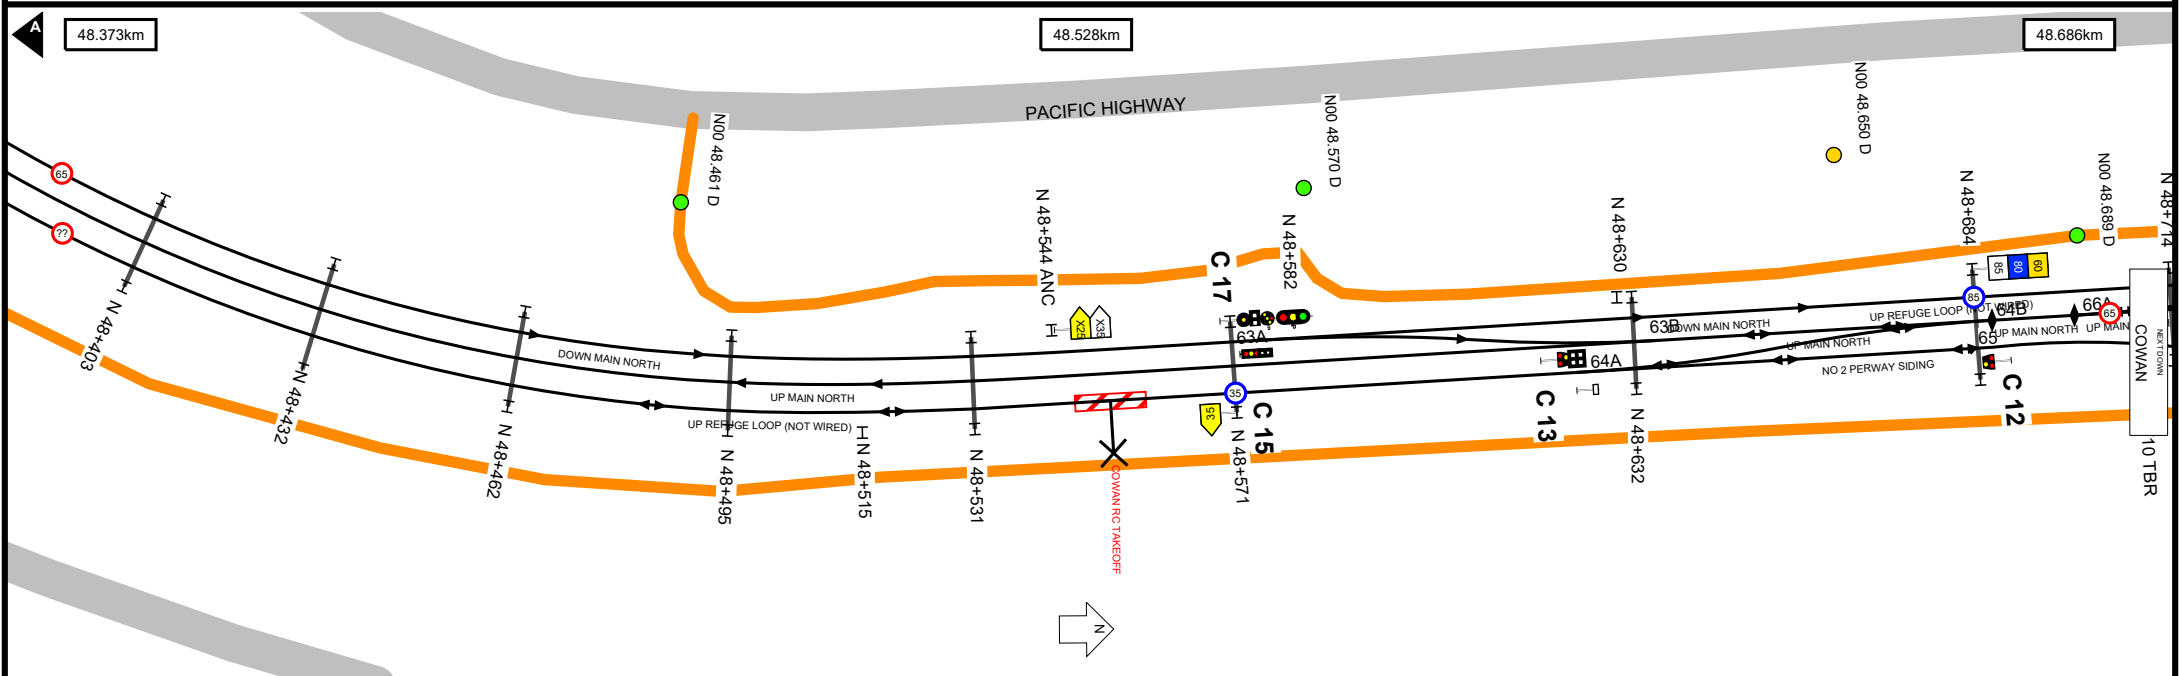 A
48.373km
48.528km
48.686km
PACIFIC HIGHWAY
N00 48.461 D
N00 48.570 D
N00 48.650 D
N00 48.689 D
65
??
N 48+403
N 48+432
N 48+462
N 48+495
N 48+515
N 48+531
N 48+544 ANC
N 48+571
N 48+582
N 48+630
N 48+632
N 48+684
N 48+714
DOWN MAIN NORTH
UP MAIN NORTH
UP REFUGE LOOP (NOT WIRED)
X25
X35
C 17
63A
35
35
C 15
COWAN RC TAKEOFF
C 13
64A
63B
DOWN MAIN NORTH
UP MAIN NORTH
NO 2 PERWAY SIDING
UP REFUGE LOOP (NOT WIRED)
85
85
80
60
64B
65
66A
65
UP MAIN NORTH
UP MAIN
C 12
COWAN
NEXT DOWN
10 TBR
N